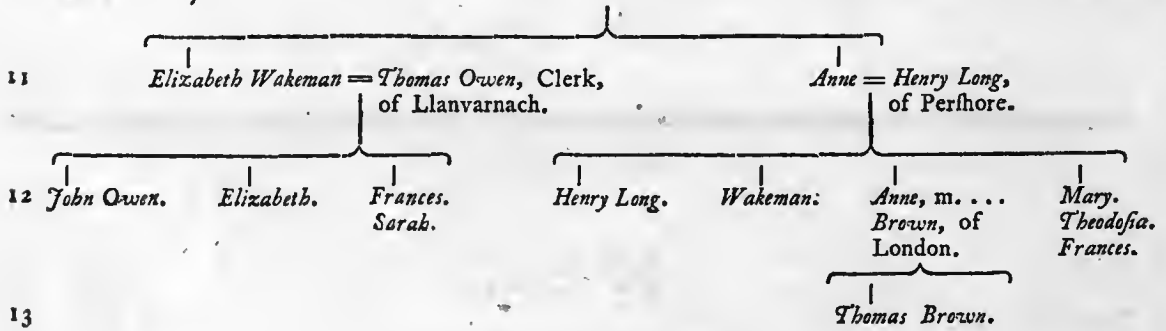 11 Elizabeth Wakeman = Thomas Owen, Clerk, of Llanvarnach. Anne = Henry Long, of Perſhore.
12 John Owen. Elizabeth. Frances. Sarah. Henry Long. Wakeman: Anne, m. . . . Brown, of London. Mary. Theodoſia. Frances.
13 Thomas Brown.